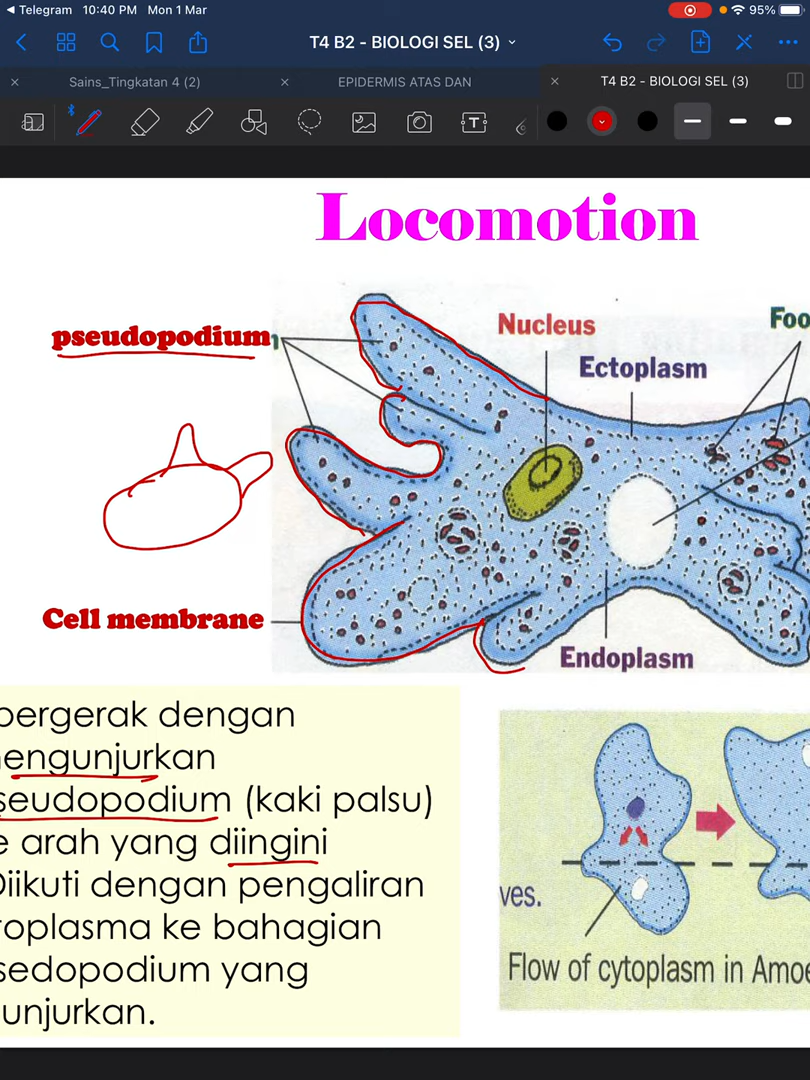 Telegram 10:40 PM Mon 1 Mar 95%
T4 B2 - BIOLOGI SEL (3)
Sains_Tingkatan 4 (2) EPIDERMIS ATAS DAN T4 B2 - BIOLOGI SEL (3)
Locomotion
pseudopodium
Nucleus
Foo
Ectoplasm
Cell membrane
Endoplasm
bergerak dengan
engunjurkan
seudopodium (kaki palsu)
e arah yang diingini
Diikuti dengan pengaliran
toplasma ke bahagian
sedopodium yang
unjurkan.
ves.
Flow of cytoplasm in Amoe